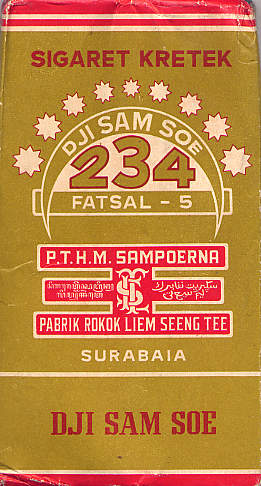 SIGARET KRETEK
DJI SAM SOE
234
FATSAL - 5
P.T.H.M. SAMPOERNA
PABRIK ROKOK LIEM SEENG TEE
SURABAIA
DJI SAM SOE